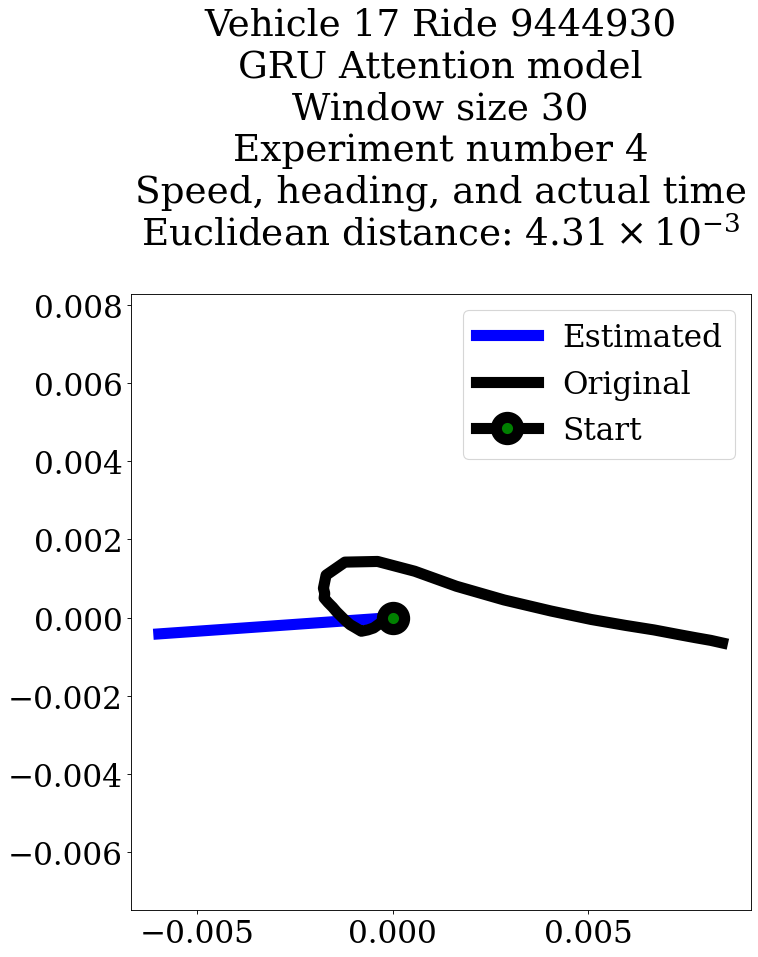 Vehicle 17 Ride 9444930
GRU Attention model
Window size 30
Experiment number 4
Speed, heading, and actual time
Euclidean distance: 4.31 × 10⁻³
Estimated
Original
Start
0.008
0.006
0.004
0.002
0.000
−0.002
−0.004
−0.006
−0.005
0.000
0.005